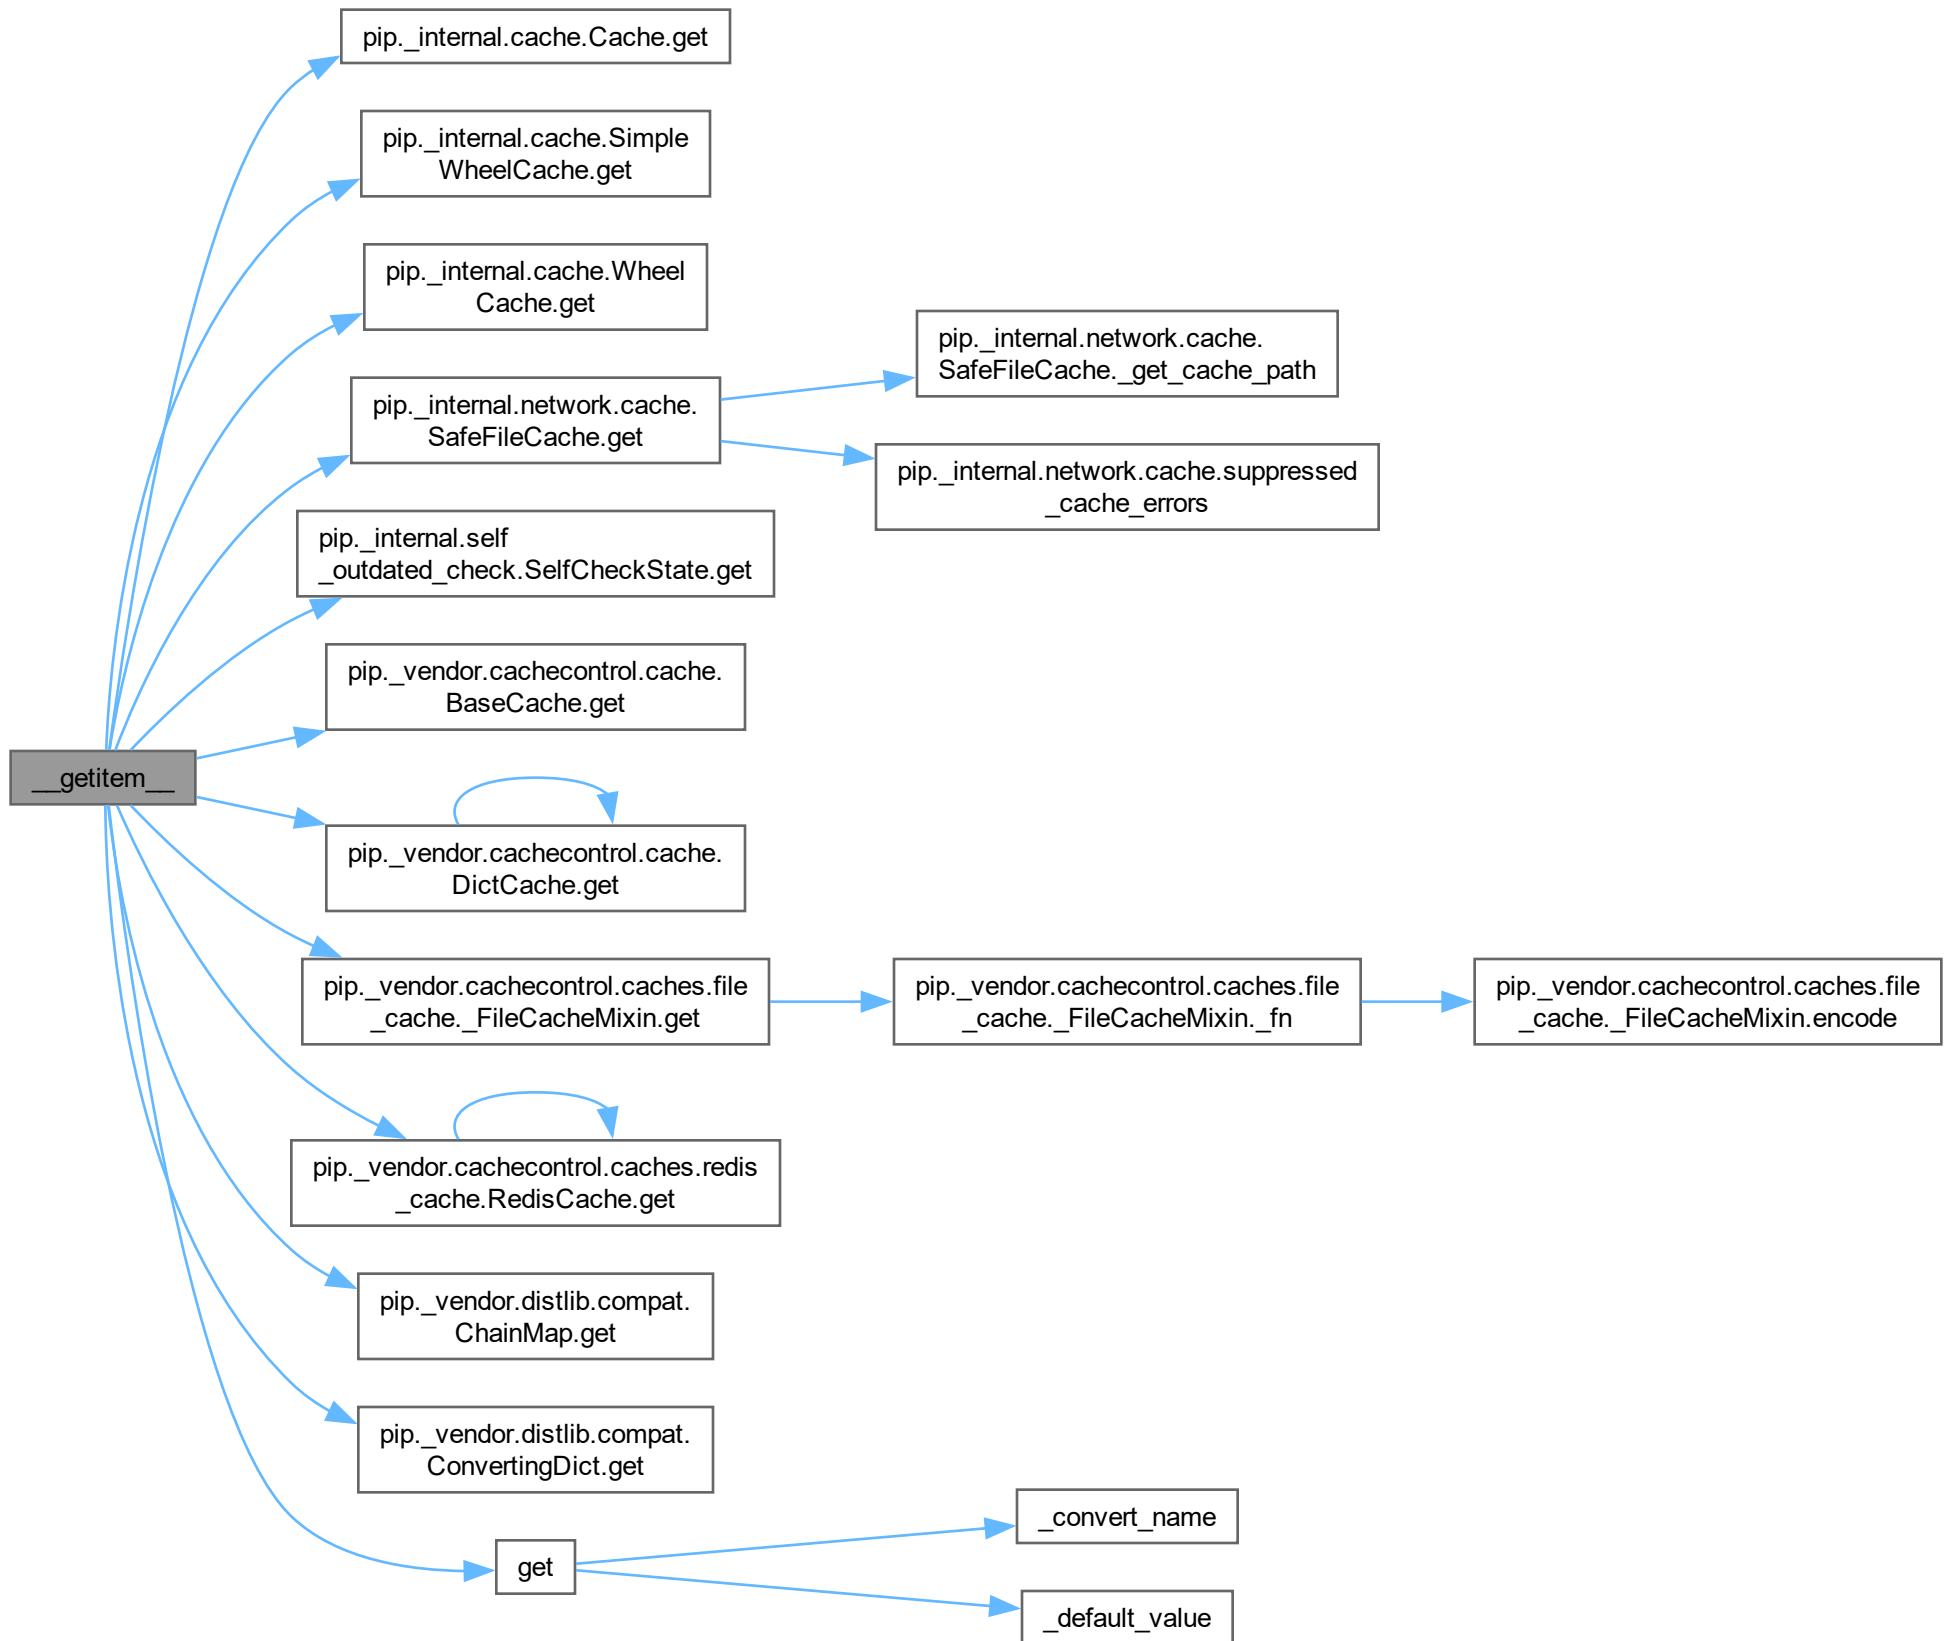 pip._internal.cache.Cache.get
pip._internal.cache.Simple
WheelCache.get
pip._internal.cache.Wheel
Cache.get
pip._internal.network.cache.
SafeFileCache.get
pip._internal.network.cache.
SafeFileCache._get_cache_path
pip._internal.network.cache.suppressed
_cache_errors
pip._internal.self
_outdated_check.SelfCheckState.get
pip._vendor.cachecontrol.cache.
BaseCache.get
__getitem__
pip._vendor.cachecontrol.cache.
DictCache.get
pip._vendor.cachecontrol.caches.file
_cache._FileCacheMixin.get
pip._vendor.cachecontrol.caches.file
_cache._FileCacheMixin._fn
pip._vendor.cachecontrol.caches.file
_cache._FileCacheMixin.encode
pip._vendor.cachecontrol.caches.redis
_cache.RedisCache.get
pip._vendor.distlib.compat.
ChainMap.get
pip._vendor.distlib.compat.
ConvertingDict.get
get
_convert_name
_default_value